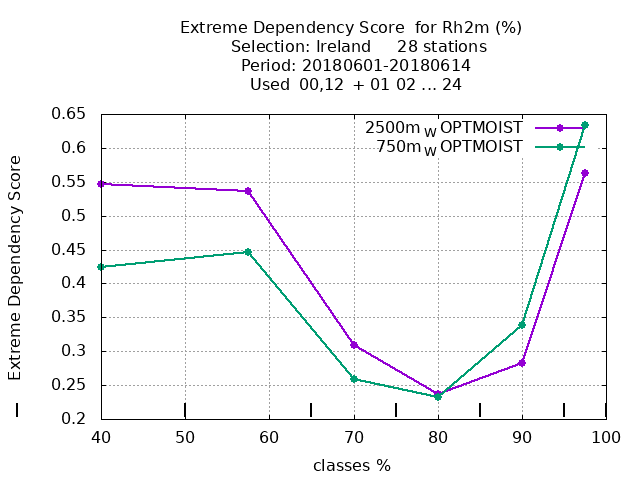 Extreme Dependency Score  for Rh2m (%)
Selection: Ireland     28 stations
Period: 20180601-20180614
Used  00,12  + 01 02 ... 24
2500m W OPTMOIST
750m W OPTMOIST
Extreme Dependency Score
0.65
0.6
0.55
0.5
0.45
0.4
0.35
0.3
0.25
0.2
40 50 60 70 80 90 100
classes %